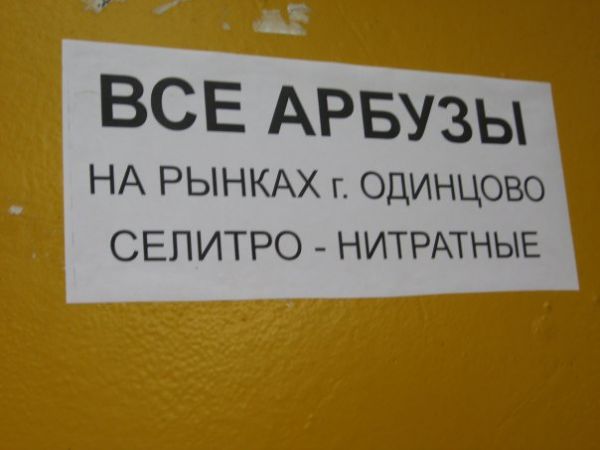 ВСЕ АРБУЗЫ
НА РЫНКАХ г. ОДИНЦОВО
СЕЛИТРО - НИТРАТНЫЕ